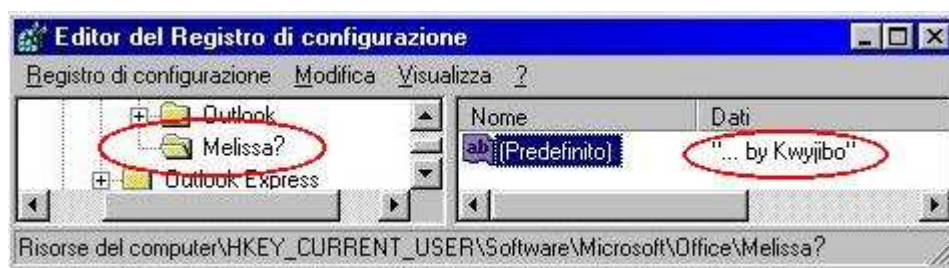 Editor del Registro di configurazione
Registro di configurazione Modifica Visualizza ?
Outlook
Melissa?
Outlook Express
Nome Dati
ab (Predefinito) "... by Kwyjibo"
Risorse del computer\HKEY_CURRENT_USER\Software\Microsoft\Office\Melissa?